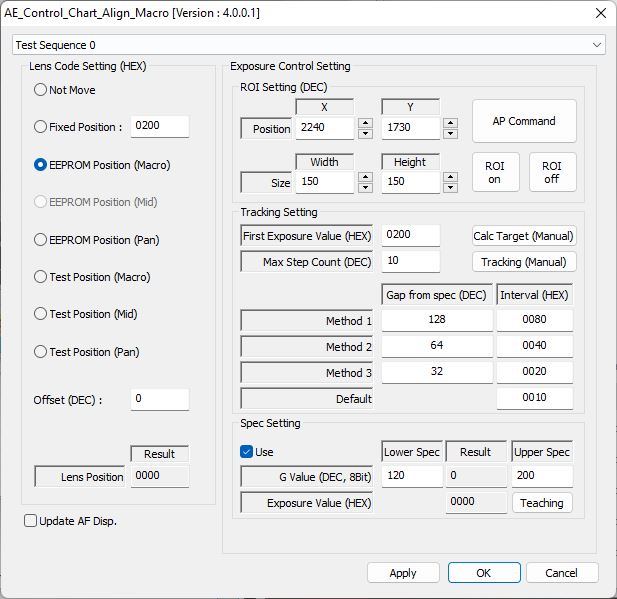 AE_Control_Chart_Align_Macro [Version : 4.0.0.1]
Test Sequence 0
Lens Code Setting (HEX)
Not Move
Fixed Position : 0200
EEPROM Position (Macro)
EEPROM Position (Mid)
EEPROM Position (Pan)
Test Position (Macro)
Test Position (Mid)
Test Position (Pan)
Offset (DEC) : 0
Result
Lens Position 0000
Update AF Disp.
Exposure Control Setting
ROI Setting (DEC)
X Y
Position 2240 1730
AP Command
Width Height
Size 150 150
ROI on
ROI off
Tracking Setting
First Exposure Value (HEX) 0200 Calc Target (Manual)
Max Step Count (DEC) 10 Tracking (Manual)
Gap from spec (DEC) Interval (HEX)
Method 1 128 0080
Method 2 64 0040
Method 3 32 0020
Default 0010
Spec Setting
Use Lower Spec Result Upper Spec
G Value (DEC, 8Bit) 120 0 200
Exposure Value (HEX) 0000 Teaching
Apply OK Cancel